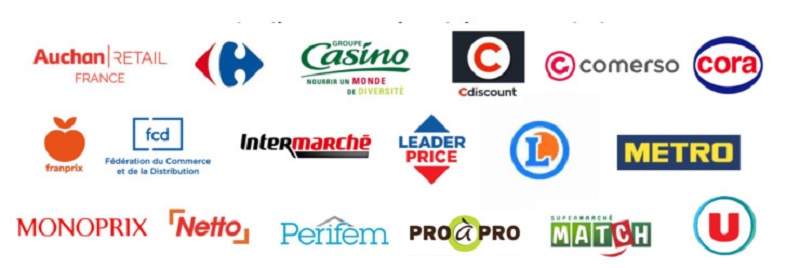 Auchan | RETAIL
FRANCE
GROUPE
Casino
NOURRIR UN MONDE
DE DIVERSITÉ
C
Cdiscount
comerso
cora
franprix
fcd
Fédération du Commerce
et de la Distribution
Intermarché
LEADER
PRICE
L
METRO
MONOPRIX
Netto
Perifem
PROàPRO
SUPERMARCHÉ
MATCH
U